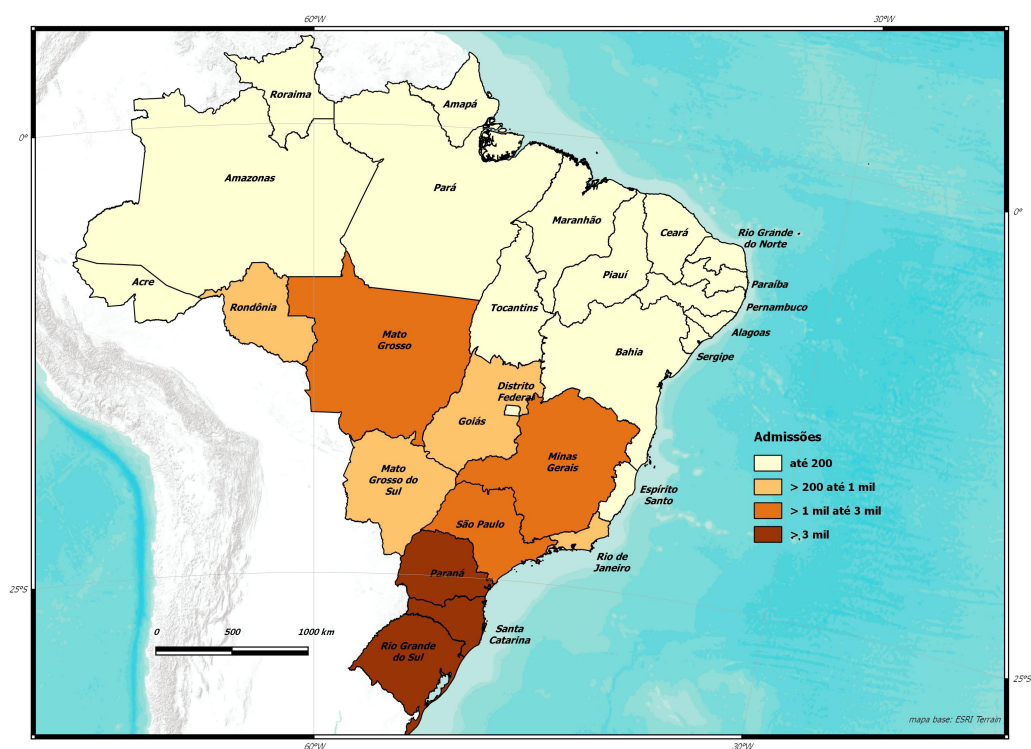 60°W
30°W
Roraima
Amapá
0°
Amazonas
Pará
0°
Maranhão
Ceará
Rio Grande
do Norte
Piauí
Acre
Rondônia
Tocantins
Paraíba
Pernambuco
Mato
Grosso
Alagoas
Bahia
Sergipe
Distrito
Federal
Goiás
Admissões
até 200
> 200 até 1 mil
> 1 mil até 3 mil
> 3 mil
Minas
Gerais
Mato
Grosso do
Sul
Espírito
Santo
São Paulo
Rio de
Janeiro
Paraná
25°S
0 500 1000 km
Santa
Catarina
Rio Grande
do Sul
25°S
mapa base: ESRI Terrain
60°W
30°W